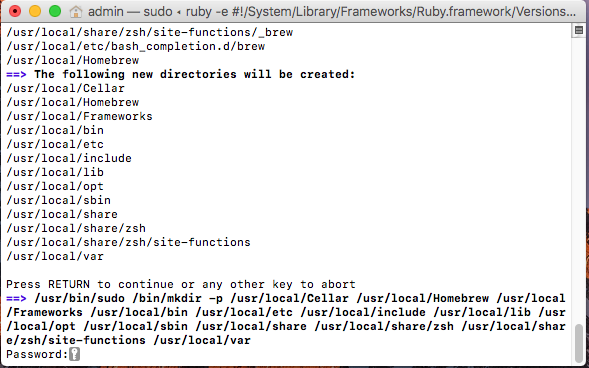 admin — sudo ◂ ruby -e #!/System/Library/Frameworks/Ruby.framework/Versions...
/usr/local/share/zsh/site-functions/_brew
/usr/local/etc/bash_completion.d/brew
/usr/local/Homebrew
==> The following new directories will be created:
/usr/local/Cellar
/usr/local/Homebrew
/usr/local/Frameworks
/usr/local/bin
/usr/local/etc
/usr/local/include
/usr/local/lib
/usr/local/opt
/usr/local/sbin
/usr/local/share
/usr/local/share/zsh
/usr/local/share/zsh/site-functions
/usr/local/var
Press RETURN to continue or any other key to abort
==> /usr/bin/sudo /bin/mkdir -p /usr/local/Cellar /usr/local/Homebrew /usr/local
/Frameworks /usr/local/bin /usr/local/etc /usr/local/include /usr/local/lib /usr
/local/opt /usr/local/sbin /usr/local/share /usr/local/share/zsh /usr/local/shar
e/zsh/site-functions /usr/local/var
Password: